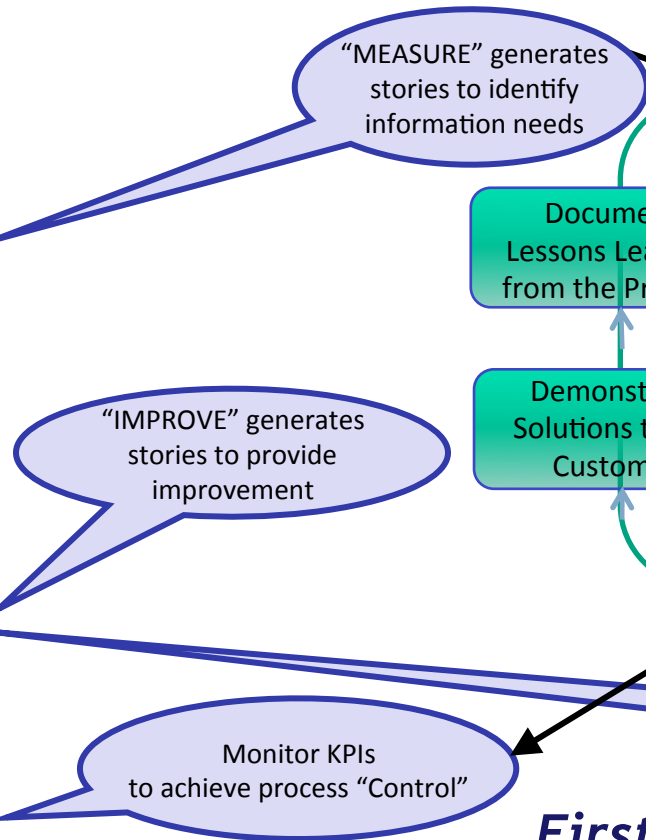 “MEASURE” generates
stories to identify
information needs
Docume
Lessons Lea
from the Pr
Demonst
Solutions t
Custom
“IMPROVE” generates
stories to provide
improvement
Monitor KPIs
to achieve process “Control”
First